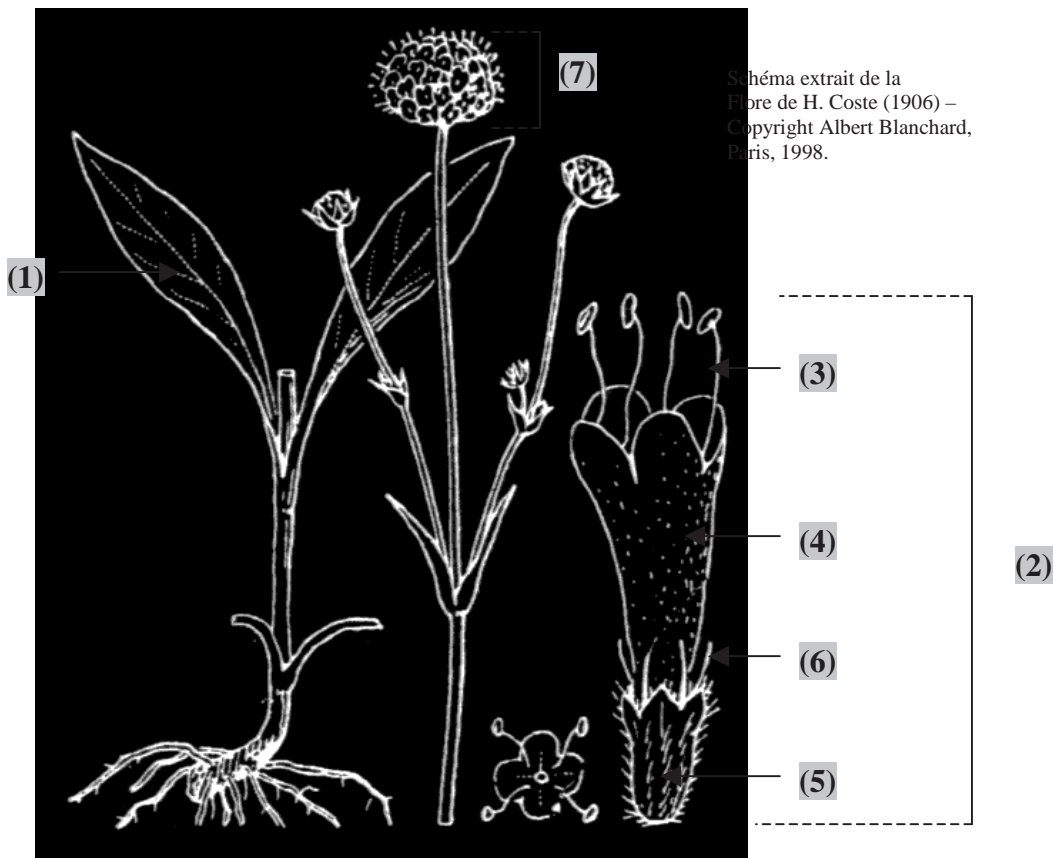 (7)
Schéma extrait de la
Flore de H. Coste (1906) –
Copyright Albert Blanchard,
Paris, 1998.
(1)
(3)
(4)
(2)
(6)
(5)